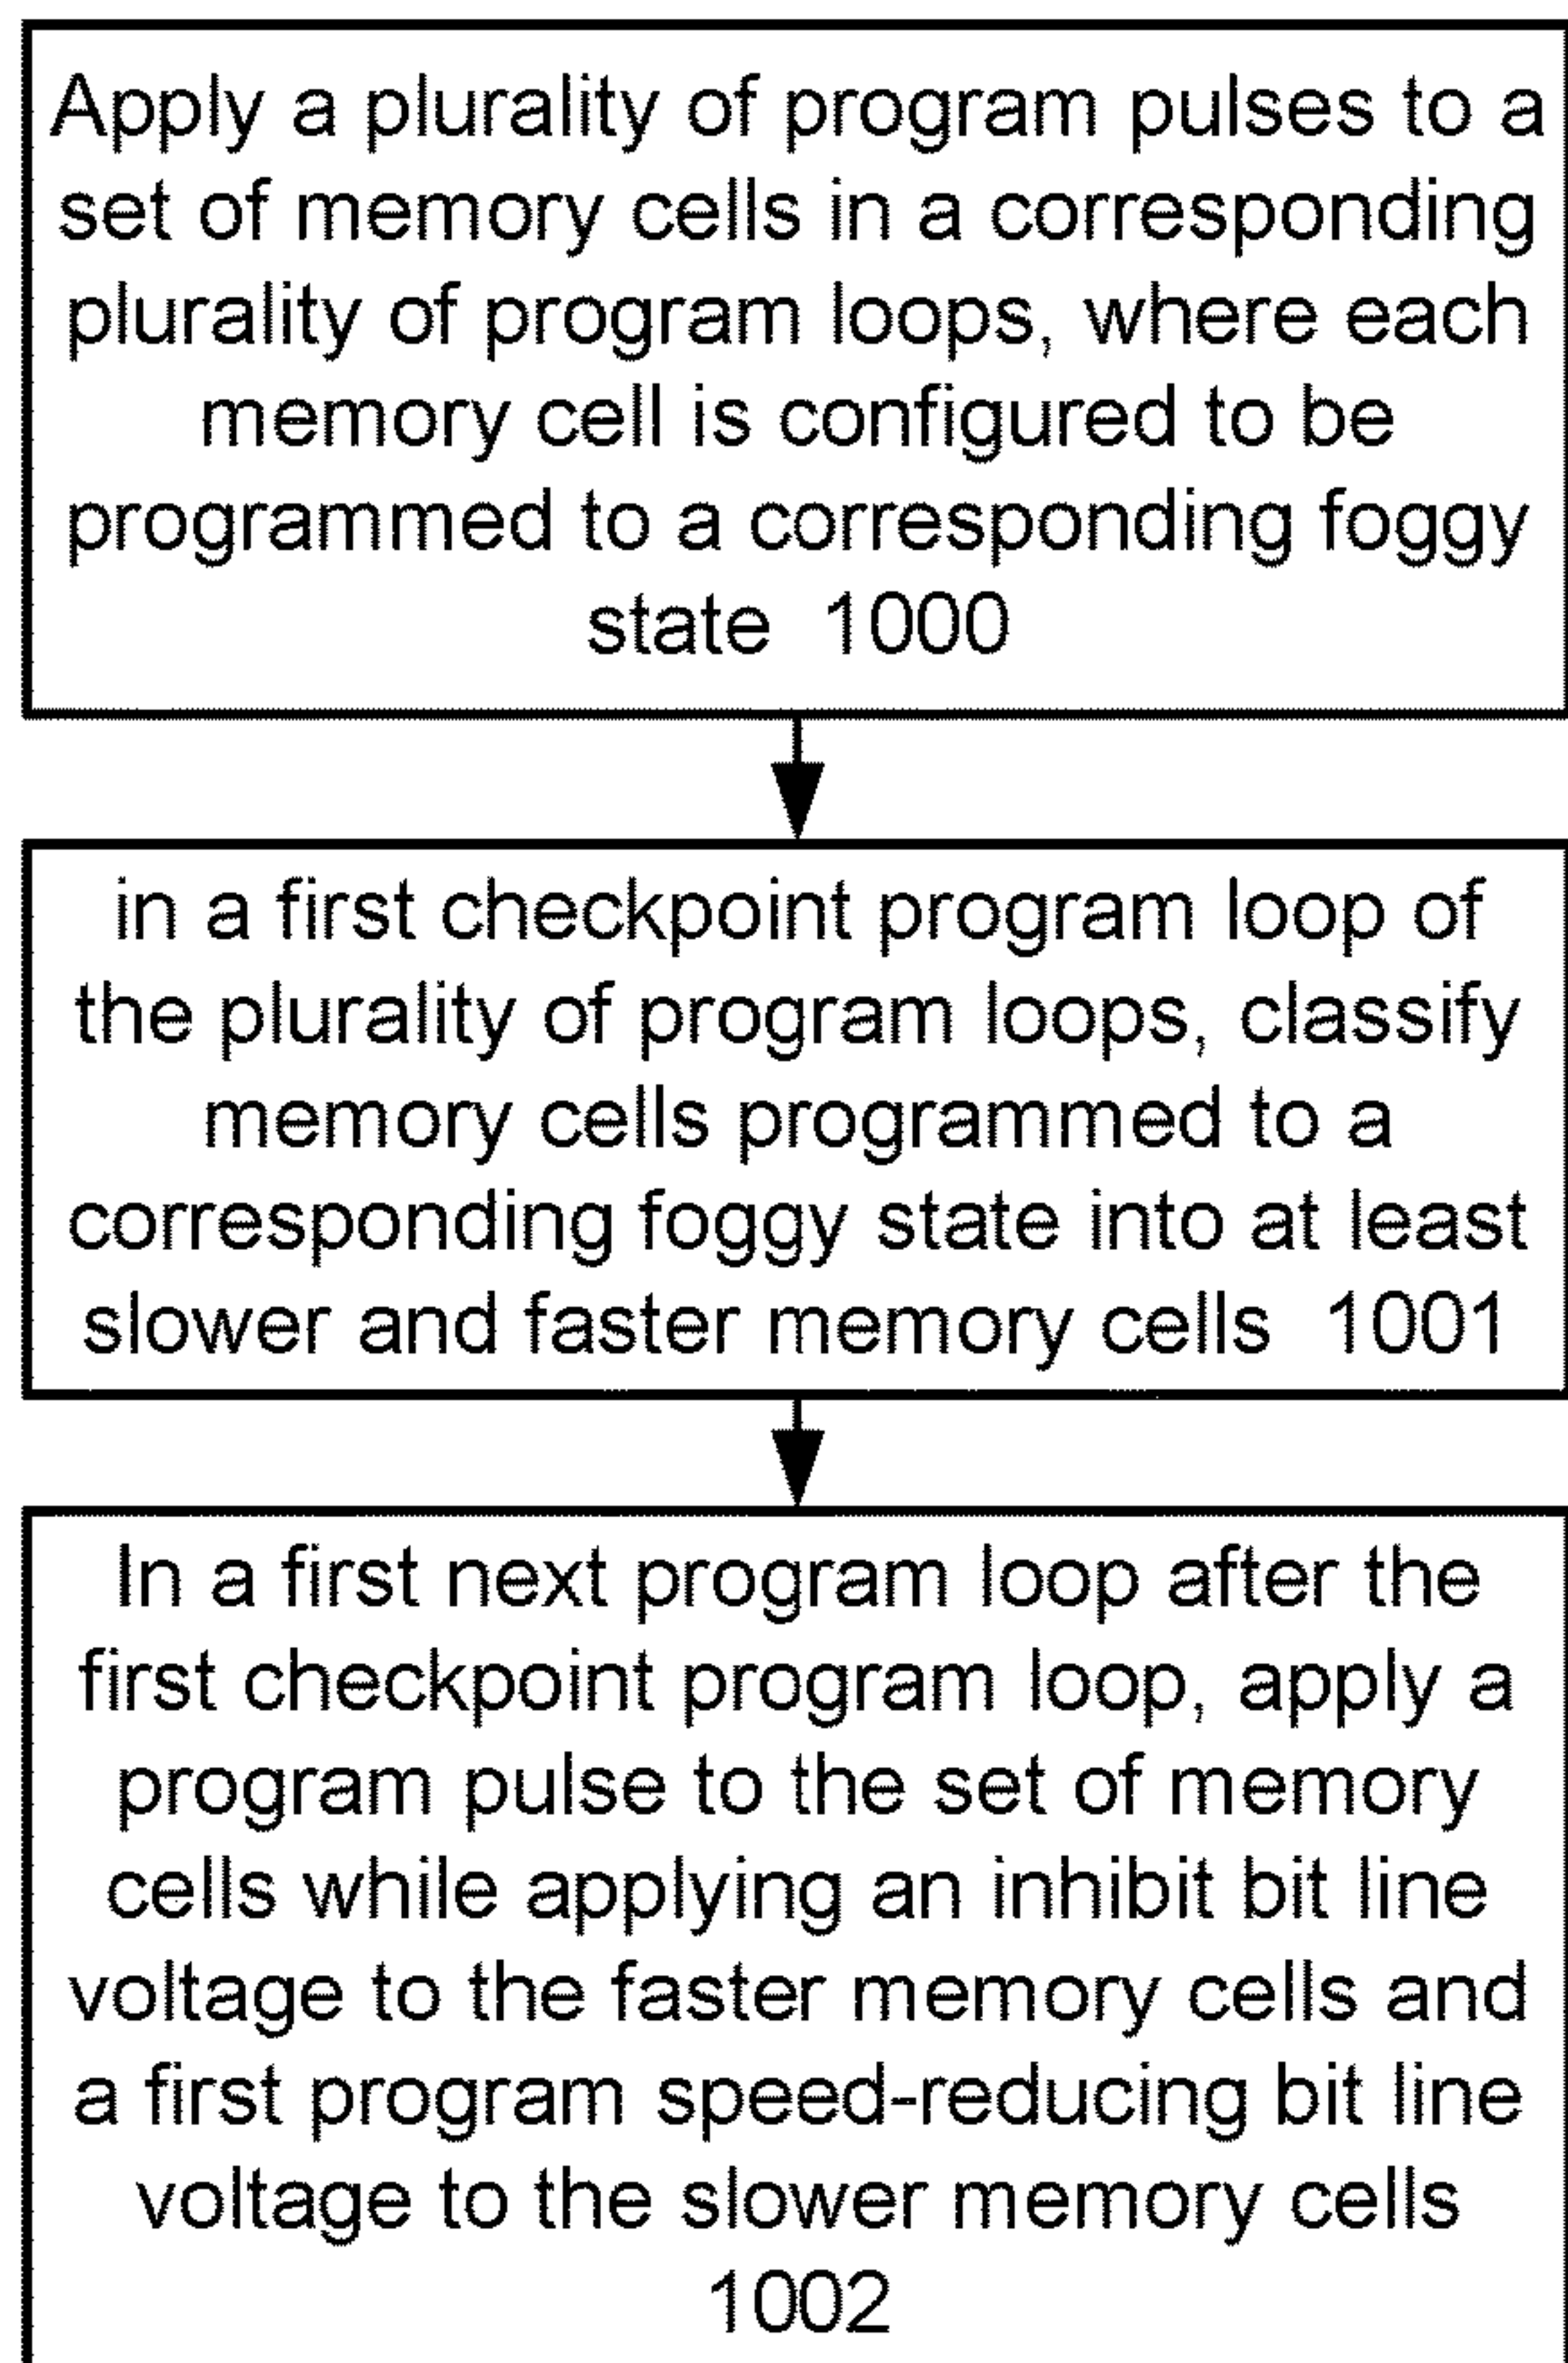 Apply a plurality of program pulses to a
set of memory cells in a corresponding
plurality of program loops, where each
memory cell is configured to be
programmed to a corresponding foggy
state 1000
in a first checkpoint program loop of
the plurality of program loops, classify
memory cells programmed to a
corresponding foggy state into at least
slower and faster memory cells 1001
In a first next program loop after the
first checkpoint program loop, apply a
program pulse to the set of memory
cells while applying an inhibit bit line
voltage to the faster memory cells and
a first program speed-reducing bit line
voltage to the slower memory cells
1002